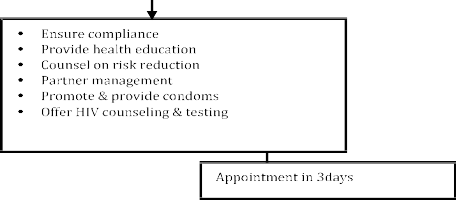 • Ensure compliance
• Provide health education
• Counsel on risk reduction
• Partner management
• Promote & provide condoms
• Offer HIV counseling & testing
Appointment in 3days